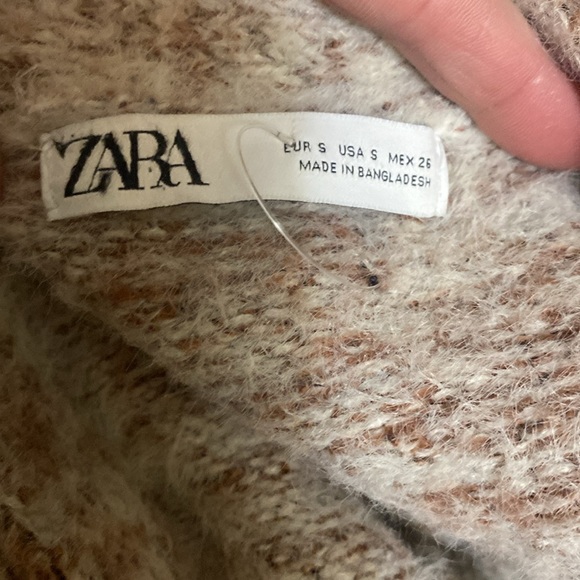 ZARA
EUR S USA S MEX 26
MADE IN BANGLADESH